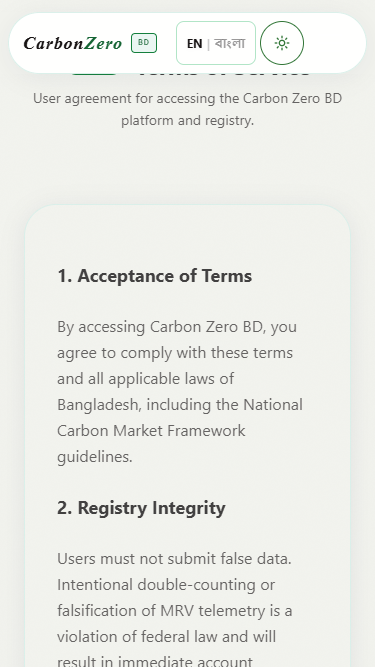 CarbonZero BD EN | বাংলা
Terms of Service
User agreement for accessing the Carbon Zero BD
platform and registry.
1. Acceptance of Terms
By accessing Carbon Zero BD, you
agree to comply with these terms
and all applicable laws of
Bangladesh, including the National
Carbon Market Framework
guidelines.
2. Registry Integrity
Users must not submit false data.
Intentional double-counting or
falsification of MRV telemetry is a
violation of federal law and will
result in immediate account